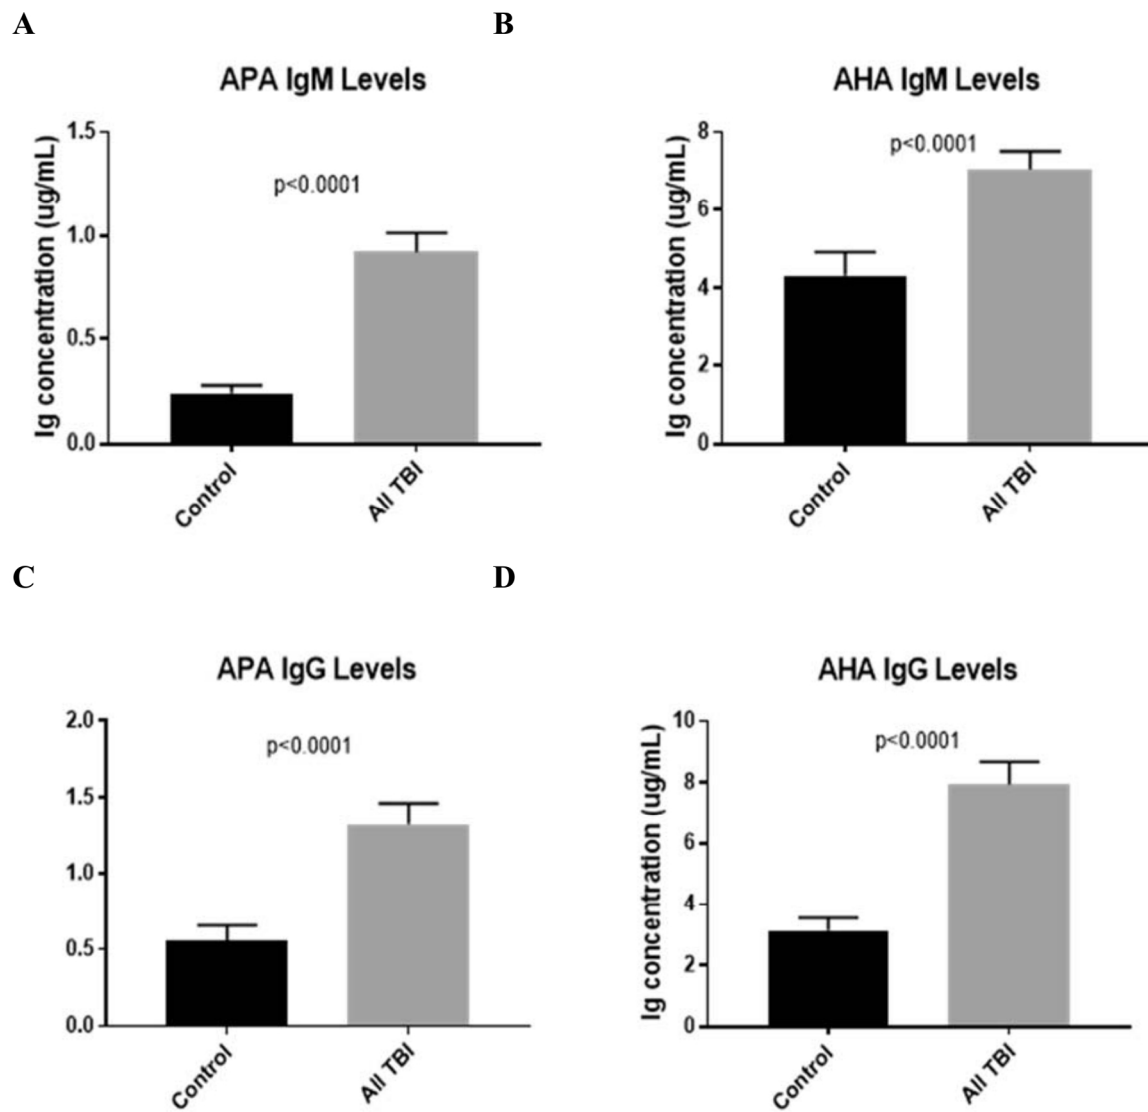 A
B
APA IgM Levels
AHA IgM Levels
Ig concentration (ug/mL)
1.5
1.0
0.5
0.0
p<0.0001
Control
All TBI
Ig concentration (ug/mL)
8
6
4
2
0
p<0.0001
Control
All TBI
C
D
APA IgG Levels
AHA IgG Levels
2.0
1.5
1.0
0.5
0.0
p<0.0001
Control
All TBI
Ig concentration (ug/mL)
10
8
6
4
2
0
p<0.0001
Control
All TBI